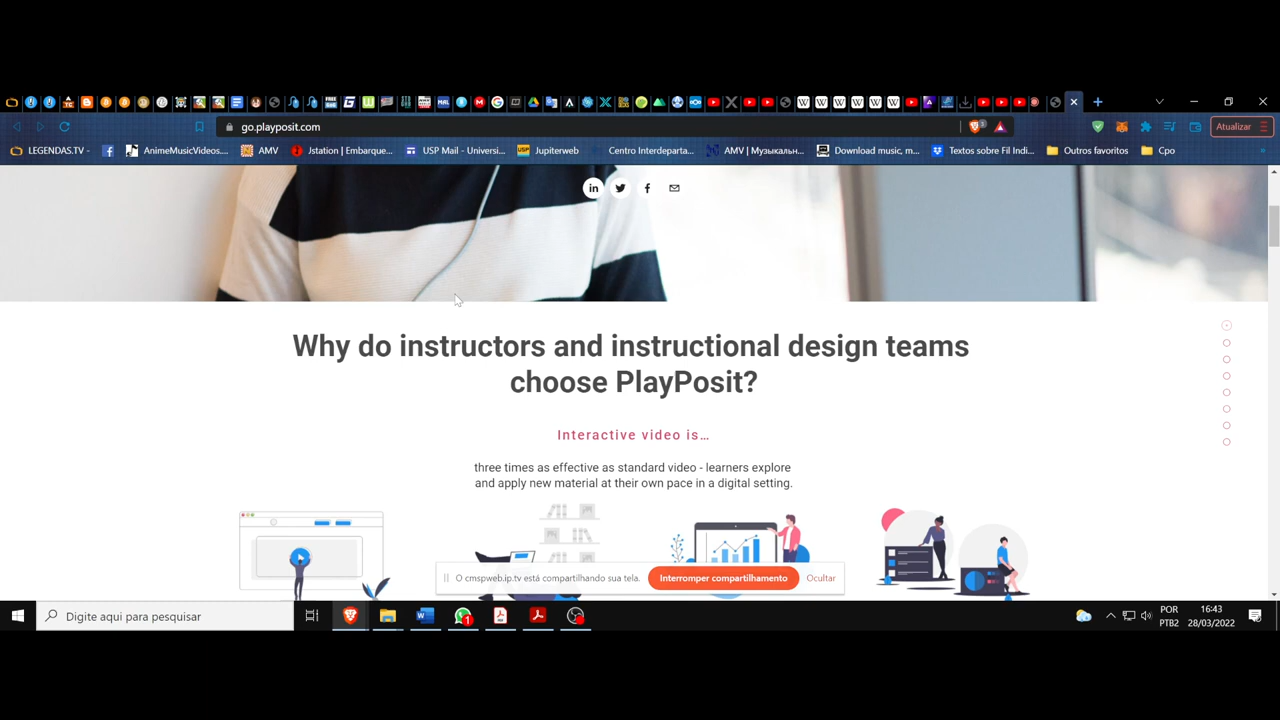 go.playposit.com
3
Atualizar
LEGENDAS.TV -
AnimeMusicVideos...
AMV
Jstation | Embarque...
USP Mail - Universi...
Jupiterweb
Centro Interdeparta...
AMV | Музыкальн...
Download music, m...
Textos sobre Fil Indi...
Outros favoritos
Cpo
Why do instructors and instructional design teams
choose PlayPosit?
Interactive video is...
three times as effective as standard video - learners explore
and apply new material at their own pace in a digital setting.
O cmspweb.ip.tv está compartilhando sua tela.
Interromper compartilhamento
Ocultar
Digite aqui para pesquisar
1
POR
PTB2
16:43
28/03/2022